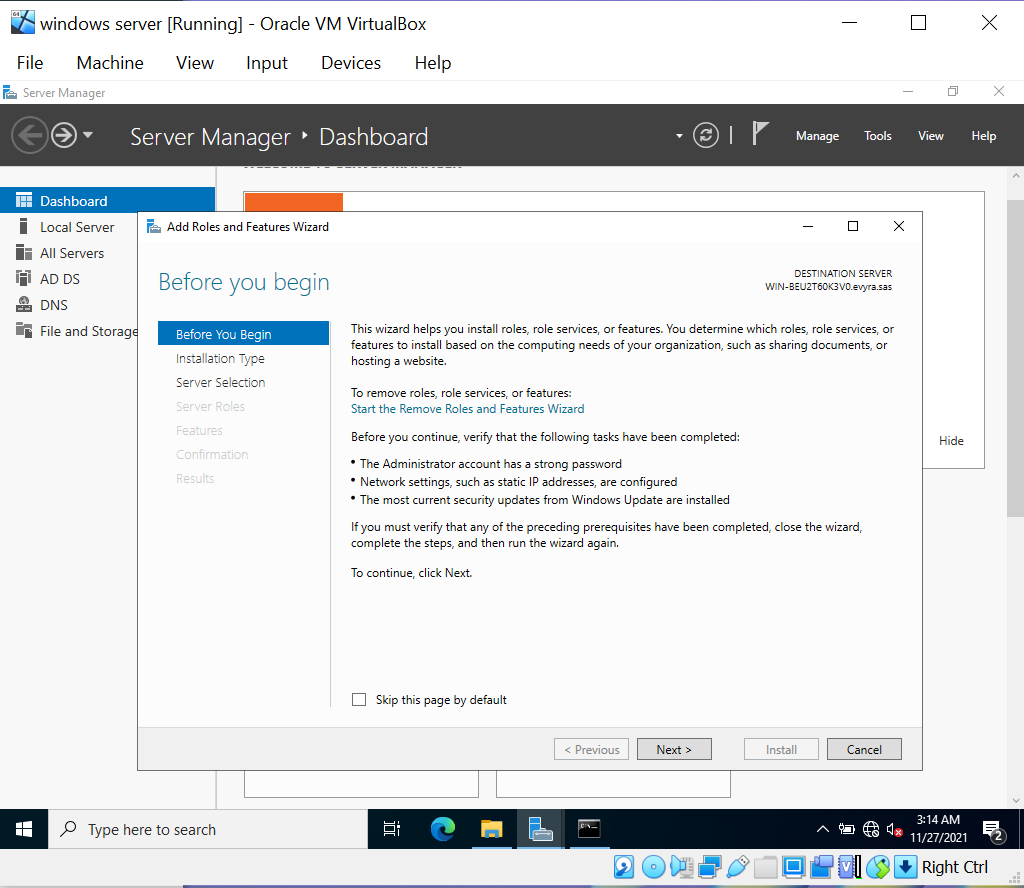 windows server [Running] - Oracle VM VirtualBox
File Machine View Input Devices Help
Server Manager
Server Manager Dashboard
Manage Tools View Help
WELCOME TO SERVER MANAGER
Dashboard
Local Server
All Servers
AD DS
DNS
File and Storage
Add Roles and Features Wizard
Before you begin
DESTINATION SERVER
WIN-BEU2T60K3V0.evyra.sas
Before You Begin
Installation Type
Server Selection
Server Roles
Features
Confirmation
Results
This wizard helps you install roles, role services, or features. You determine which roles, role services, or
features to install based on the computing needs of your organization, such as sharing documents, or
hosting a website.
To remove roles, role services, or features:
Start the Remove Roles and Features Wizard
Before you continue, verify that the following tasks have been completed:
• The Administrator account has a strong password
• Network settings, such as static IP addresses, are configured
• The most current security updates from Windows Update are installed
If you must verify that any of the preceding prerequisites have been completed, close the wizard,
complete the steps, and then run the wizard again.
To continue, click Next.
Skip this page by default
Hide
< Previous Next > Install Cancel
Type here to search
3:14 AM
11/27/2021
2
Right Ctrl